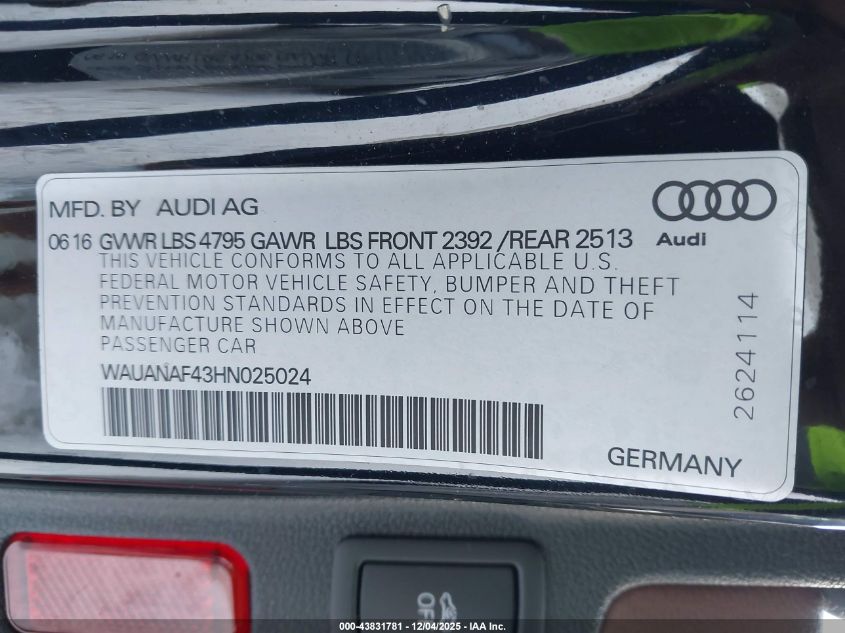 MFD. BY AUDI AG
0616 GVWR LBS 4795 GAWR LBS FRONT 2392 /REAR 2513
Audi
THIS VEHICLE CONFORMS TO ALL APPLICABLE U.S.
FEDERAL MOTOR VEHICLE SAFETY, BUMPER AND THEFT
PREVENTION STANDARDS IN EFFECT ON THE DATE OF
MANUFACTURE SHOWN ABOVE
PASSENGER CAR
WAUANAF43HN025024
2624114
GERMANY
OFF
000-43831781 - 12/04/2025 - IAA Inc.